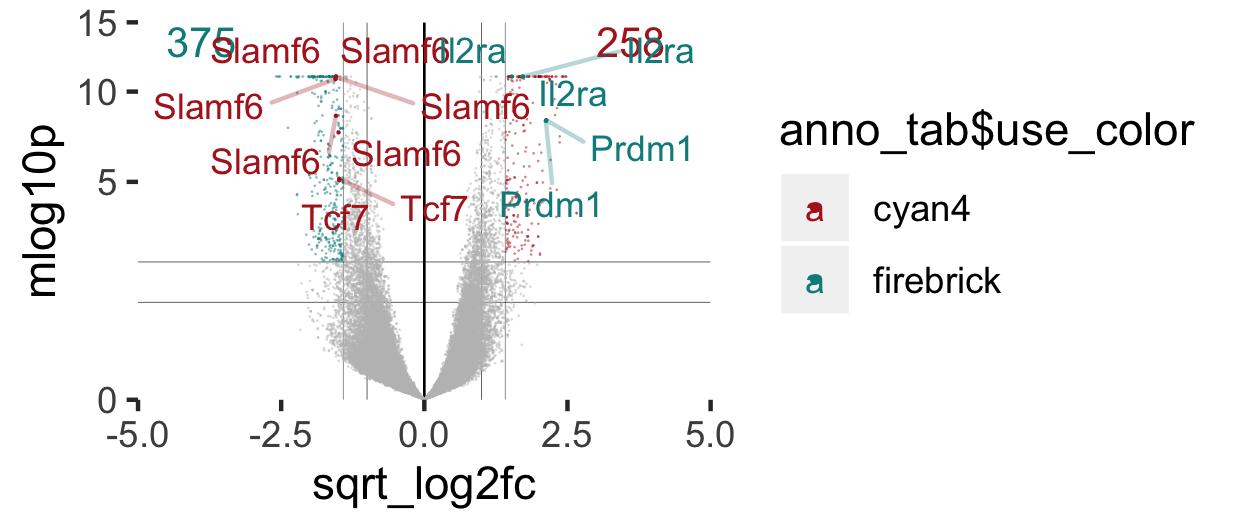 15
375
Slamf6
Slamf6
Il2ra
258
Il2ra
10
Slamf6
Slamf6
Il2ra
Slamf6
Slamf6
Prdm1
5
Tcf7
Tcf7
Prdm1
0
-5.0
-2.5
0.0
2.5
5.0
mlog10p
sqrt_log2fc
anno_tab$use_color
a cyan4
a firebrick